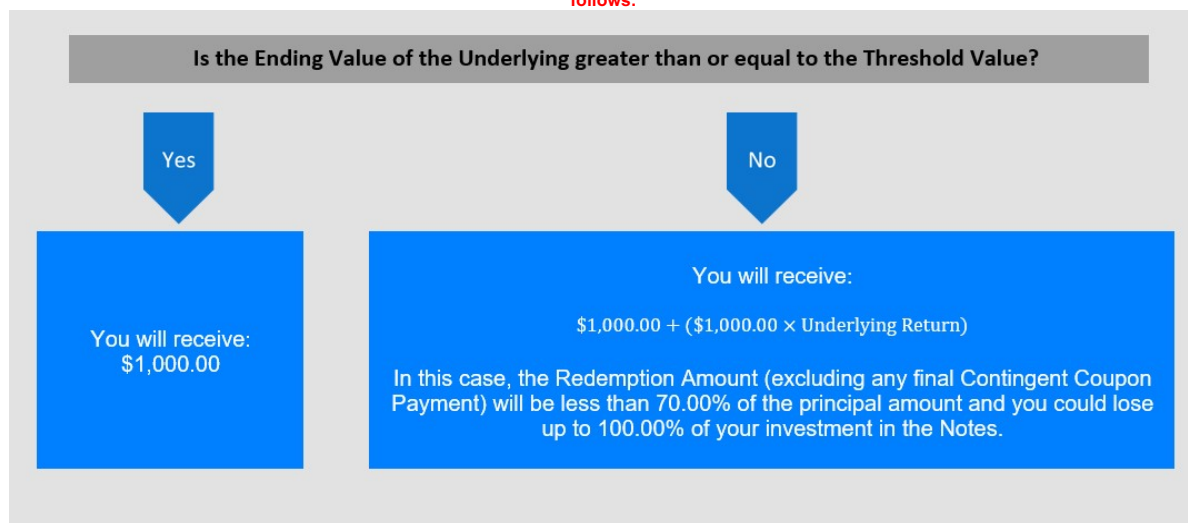 follows:
Is the Ending Value of the Underlying greater than or equal to the Threshold Value?
Yes
No
You will receive:
$1,000.00
You will receive:
$1,000.00 + ($1,000.00 × Underlying Return)
In this case, the Redemption Amount (excluding any final Contingent Coupon
Payment) will be less than 70.00% of the principal amount and you could lose
up to 100.00% of your investment in the Notes.